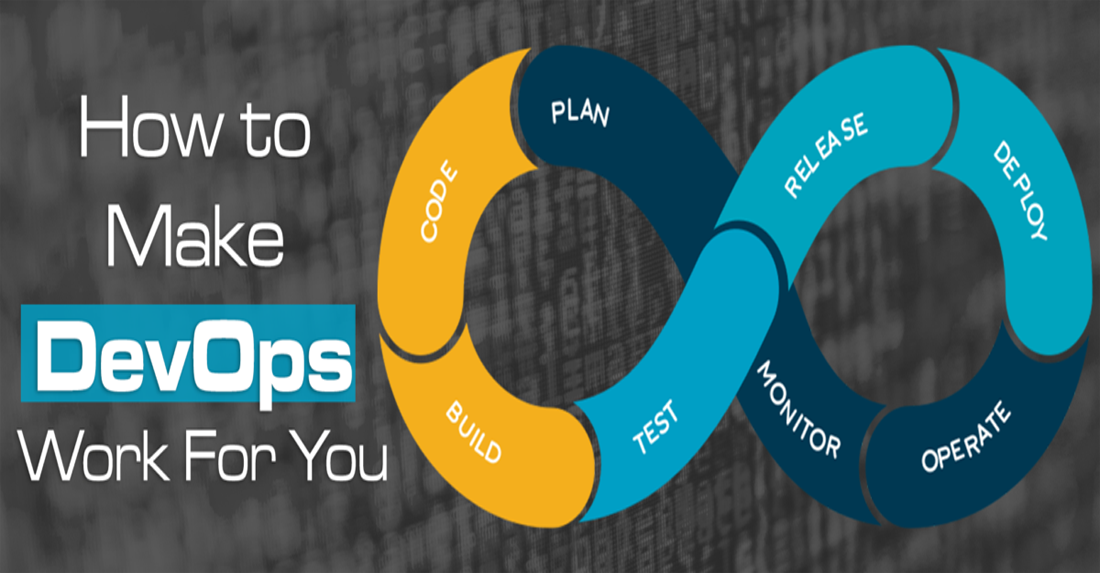 How to
Make
DevOps
Work For You
PLAN
CODE
BUILD
TEST
RELEASE
DEPLOY
OPERATE
MONITOR